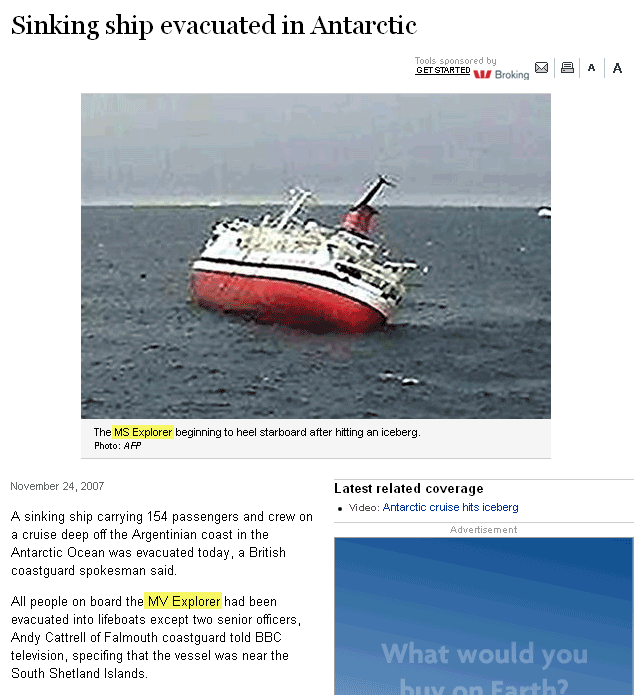 Sinking ship evacuated in Antarctic
Tools sponsored by
GET STARTED Broking A A
The MS Explorer beginning to heel starboard after hitting an iceberg.
Photo: AFP
November 24, 2007
A sinking ship carrying 154 passengers and crew on
a cruise deep off the Argentinian coast in the
Antarctic Ocean was evacuated today, a British
coastguard spokesman said.
All people on board the MV Explorer had been
evacuated into lifeboats except two senior officers,
Andy Cattrell of Falmouth coastguard told BBC
television, specifing that the vessel was near the
South Shetland Islands.
Latest related coverage
• Video: Antarctic cruise hits iceberg
Advertisement
What would you
buy on Earth?